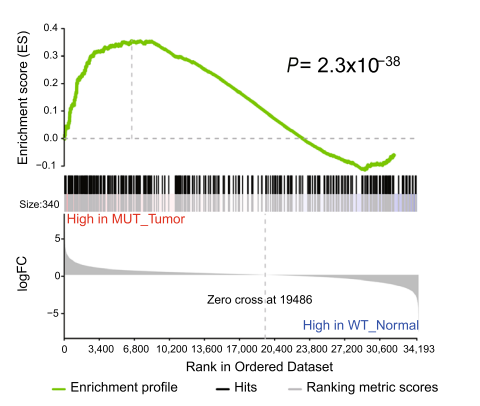 0.4
0.3
0.2
0.1
0.0
−0.1
Enrichment score (ES)
P= 2.3x10⁻³⁸
Size:340
High in MUT_Tumor
5
0
−5
logFC
Zero cross at 19486
High in WT_Normal
0 3,400 6,800 10,200 13,600 17,000 20,400 23,800 27,200 30,600 34,193
Rank in Ordered Dataset
Enrichment profile Hits Ranking metric scores